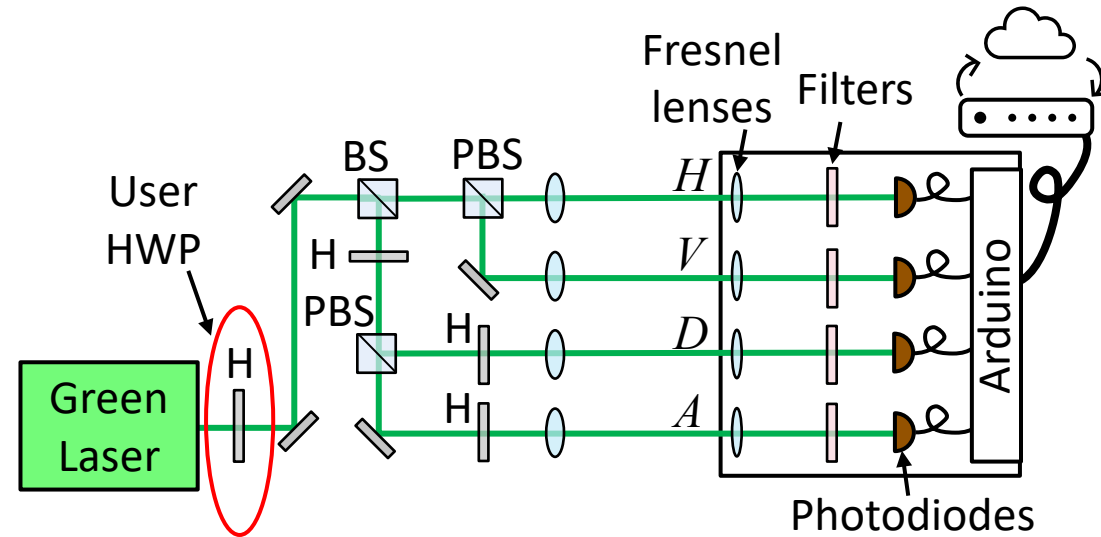 Fresnel
lenses
Filters
BS
PBS
H
User
HWP
H
V
PBS
H
D
H
Green
Laser
H
A
Arduino
Photodiodes